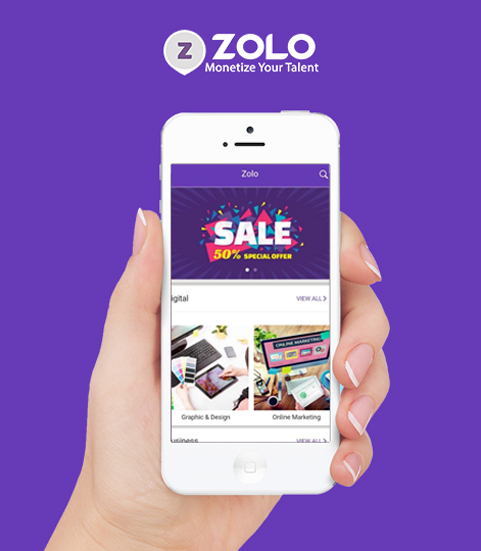 Z ZOLO
Monetize Your Talent
Zolo
SALE
50% SPECIAL OFFER
igital VIEW ALL >
ONLINE MARKETING
Graphic & Design Online Marketing
usiness VIEW ALL >